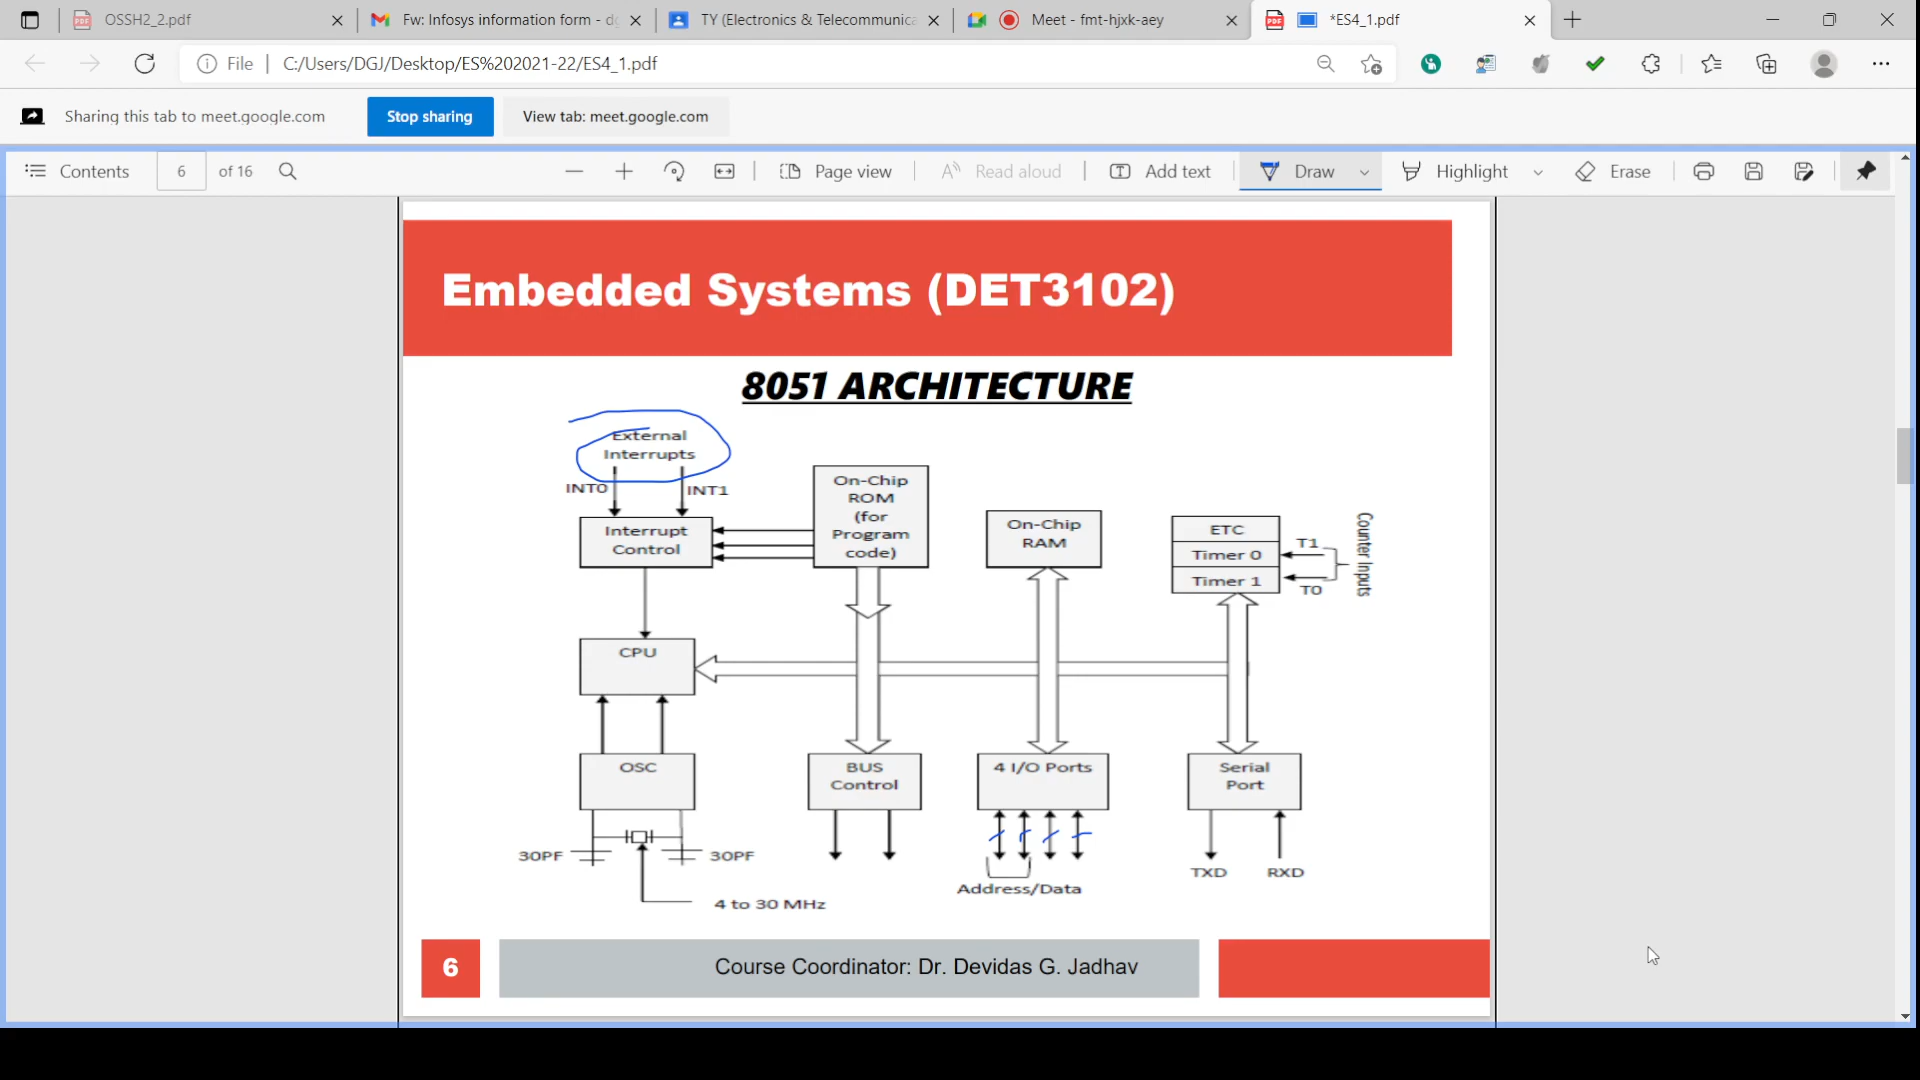 OSSH2_2.pdf
Fw: Infosys information form - dg
TY (Electronics & Telecommunica
Meet - fmt-hjxk-aey
*ES4_1.pdf
File
C:/Users/DGJ/Desktop/ES%202021-22/ES4_1.pdf
Sharing this tab to meet.google.com
Stop sharing
View tab: meet.google.com
Contents
6
of 16
Page view
Read aloud
Add text
Draw
Highlight
Erase
Embedded Systems (DET3102)
8051 ARCHITECTURE
External
Interrupts
INT0
INT1
Interrupt
Control
On-Chip
ROM
(for
Program
code)
On-Chip
RAM
ETC
Timer 0
Timer 1
T1
T0
Counter Inputs
CPU
OSC
BUS
Control
4 I/O Ports
Serial
Port
30PF
30PF
4 to 30 MHz
Address/Data
TXD
RXD
6
Course Coordinator: Dr. Devidas G. Jadhav